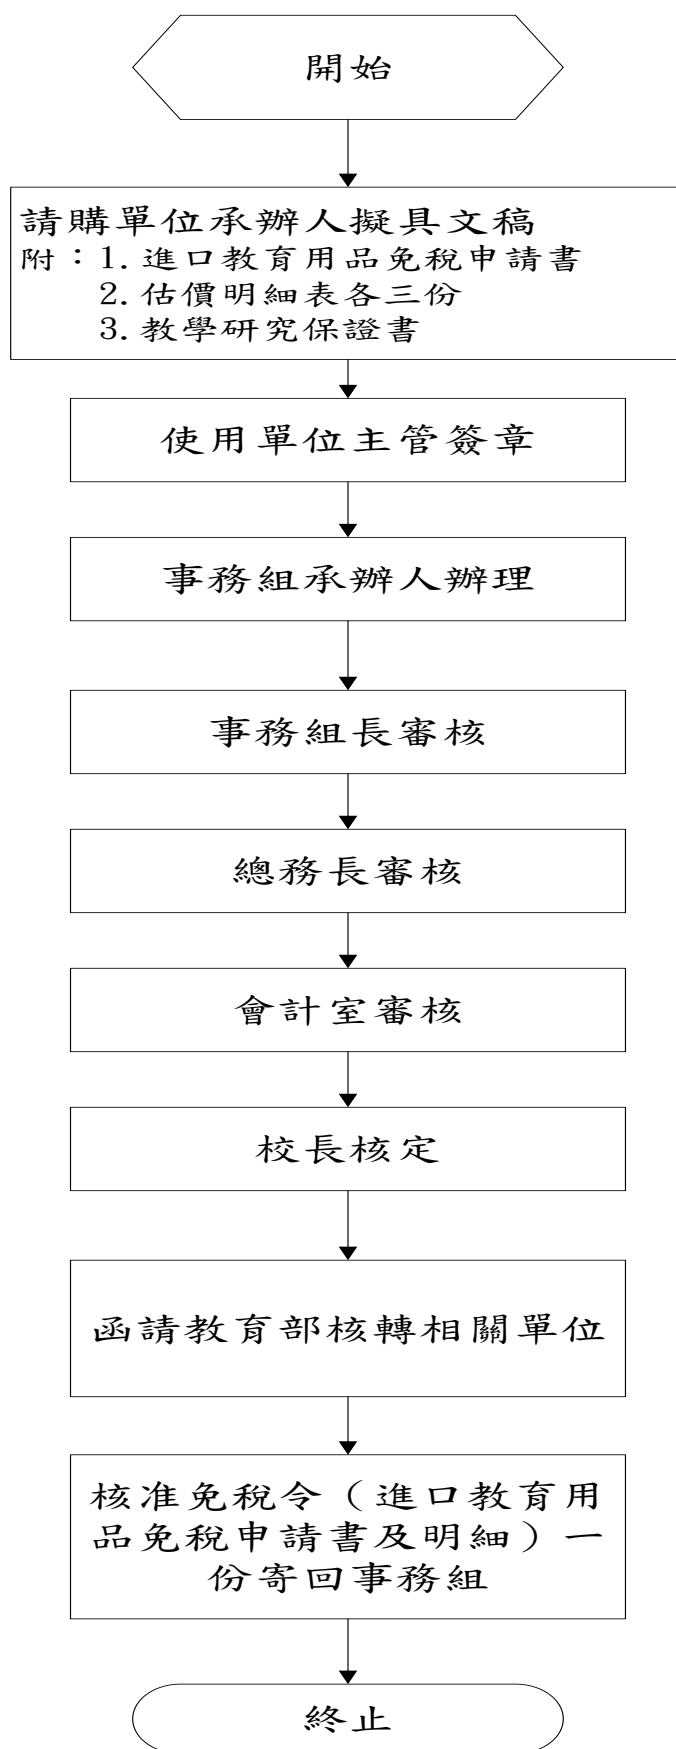 開始
請購單位承辦人擬具文稿
附：1. 進口教育用品免稅申請書
2. 估價明細表各三份
3. 教學研究保證書
使用單位主管簽章
事務組承辦人辦理
事務組長審核
總務長審核
會計室審核
校長核定
函請教育部核轉相關單位
核准免稅令（進口教育用
品免稅申請書及明細）一
份寄回事務組
終止